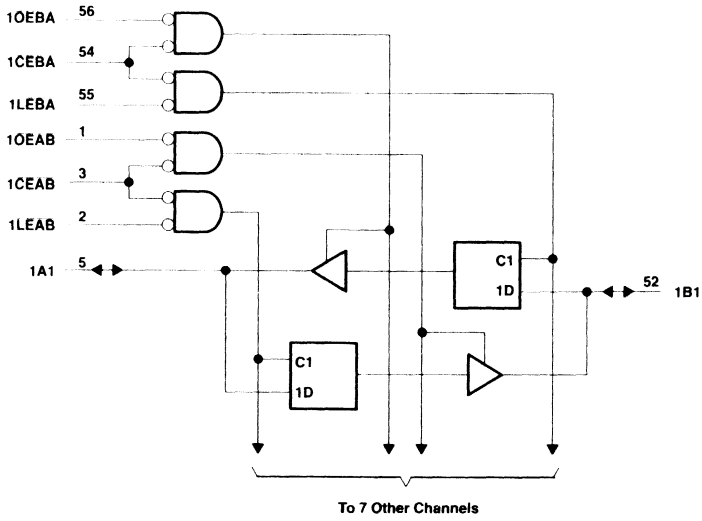 1OEBA 56
1CEBA 54
1LEBA 55
1OEAB 1
1CEAB 3
1LEAB 2
1A1 5
C1
1D
52 1B1
C1
1D
To 7 Other Channels